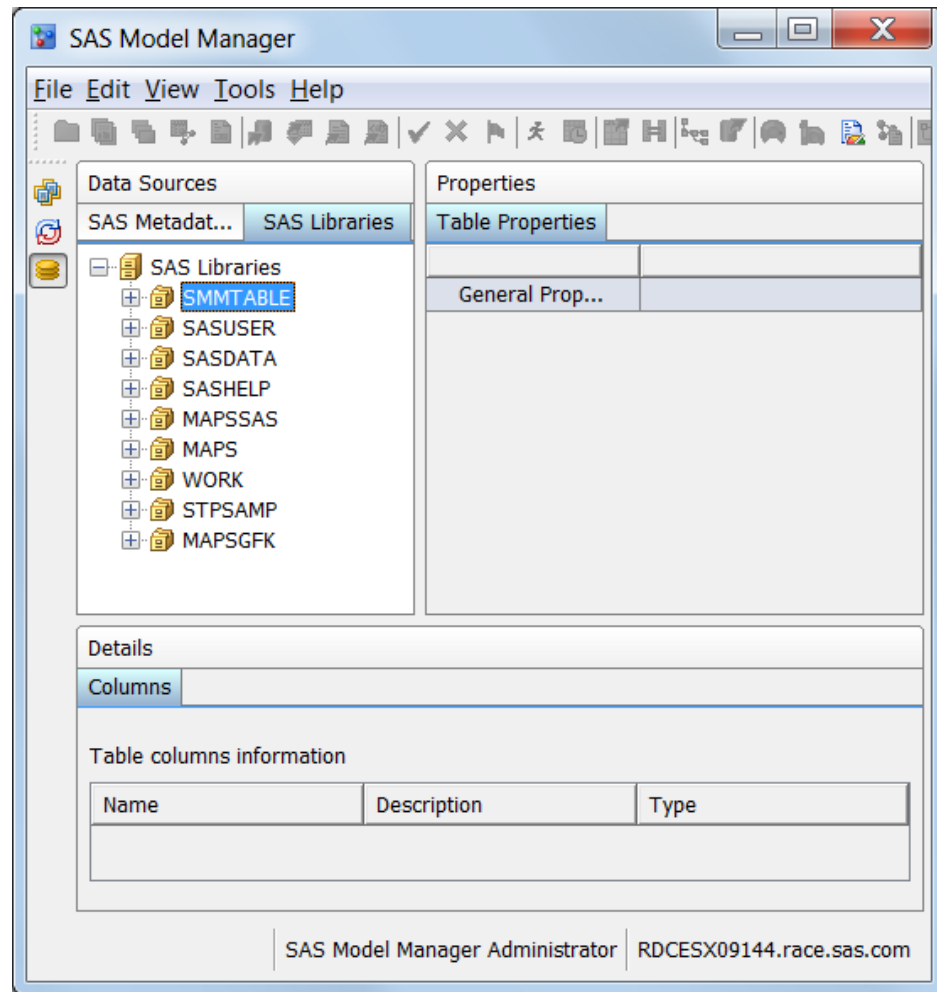 SAS Model Manager
File Edit View Tools Help
Data Sources
SAS Metadat... SAS Libraries
SAS Libraries
SMMTABLE
SASUSER
SASDATA
SASHELP
MAPSSAS
MAPS
WORK
STPSAMP
MAPSGFK
Properties
Table Properties
General Prop...
Details
Columns
Table columns information
Name Description Type
SAS Model Manager Administrator RDCESX09144.race.sas.com